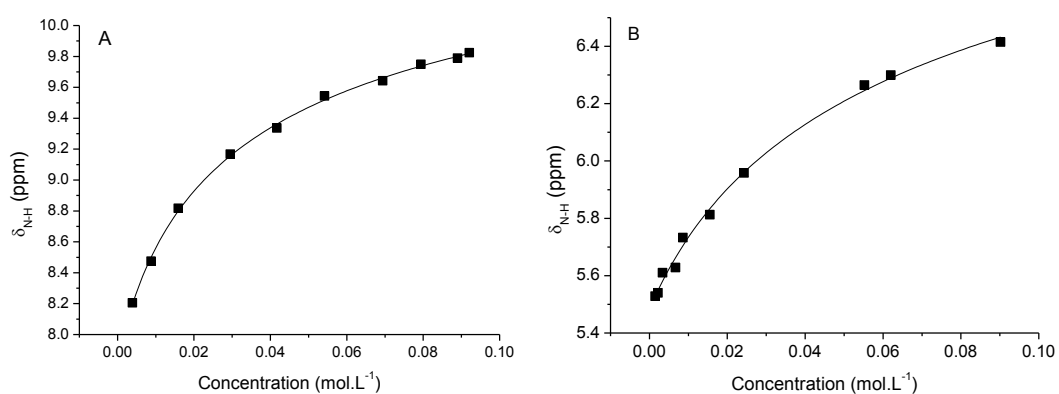 A
10.0
9.8
9.6
9.4
9.2
9.0
8.8
8.6
8.4
8.2
8.0
δN-H (ppm)
0.00 0.02 0.04 0.06 0.08 0.10
Concentration (mol.L-1)
B
6.4
6.2
6.0
5.8
5.6
5.4
δN-H (ppm)
0.00 0.02 0.04 0.06 0.08 0.10
Concentration (mol.L-1)